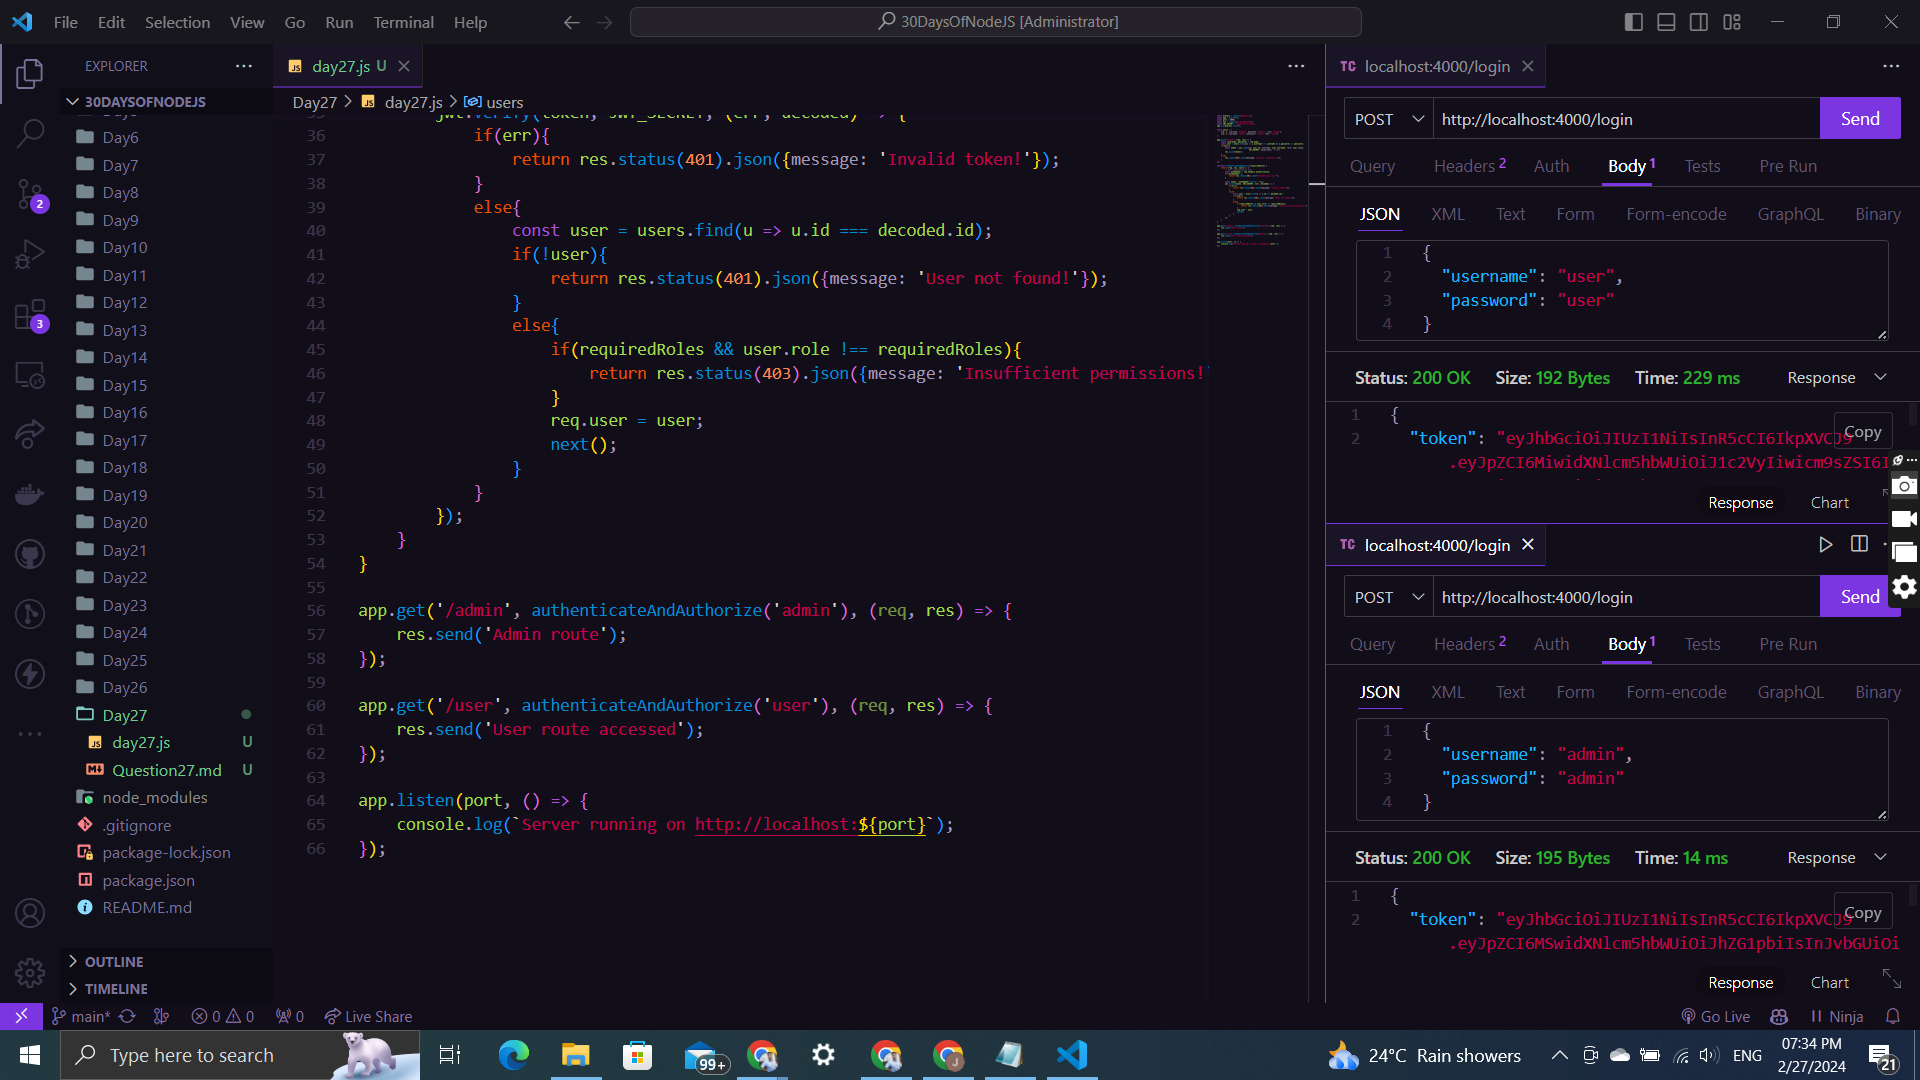 File Edit Selection View Go Run Terminal Help
30DaysOfNodeJS [Administrator]
EXPLORER
30DAYSOFNODEJS
Day6
Day7
Day8
Day9
Day10
Day11
Day12
Day13
Day14
Day15
Day16
Day17
Day18
Day19
Day20
Day21
Day22
Day23
Day24
Day25
Day26
Day27
day27.js U
Question27.md U
node_modules
.gitignore
package-lock.json
package.json
README.md
OUTLINE
TIMELINE
2
3
day27.js U
Day27 > JS day27.js > users
36 if(err){
37 return res.status(401).json({message: 'Invalid token!'});
38 }
39 else{
40 const user = users.find(u => u.id === decoded.id);
41 if(!user){
42 return res.status(401).json({message: 'User not found!'});
43 }
44 else{
45 if(requiredRoles && user.role !== requiredRoles){
46 return res.status(403).json({message: 'Insufficient permissions!'
47 }
48 req.user = user;
49 next();
50 }
51 }
52 });
53 }
54 }
55
56 app.get('/admin', authenticateAndAuthorize('admin'), (req, res) => {
57 res.send('Admin route');
58 });
59
60 app.get('/user', authenticateAndAuthorize('user'), (req, res) => {
61 res.send('User route accessed');
62 });
63
64 app.listen(port, () => {
65 console.log(`Server running on http://localhost:${port}`);
66 });
TC localhost:4000/login
POST http://localhost:4000/login Send
Query Headers 2 Auth Body 1 Tests Pre Run
JSON XML Text Form Form-encode GraphQL Binary
1 {
2 "username": "user",
3 "password": "user"
4 }
Status: 200 OK Size: 192 Bytes Time: 229 ms Response
1 {
Copy
2 "token": "eyJhbGciOiJIUzI1NiIsInR5cCI6IkpXVCJ9
.eyJpZCI6MiwidXNlcm5hbWUiOiJ1c2VyIiwicm9sZSI6I
Response Chart
TC localhost:4000/login
POST http://localhost:4000/login Send
Query Headers 2 Auth Body 1 Tests Pre Run
JSON XML Text Form Form-encode GraphQL Binary
1 {
2 "username": "admin",
3 "password": "admin"
4 }
Status: 200 OK Size: 195 Bytes Time: 14 ms Response
1 {
Copy
2 "token": "eyJhbGciOiJIUzI1NiIsInR5cCI6IkpXVCJ9
.eyJpZCI6MSwidXNlcm5hbWUiOiJhZG1pbiIsInJvbGUiOi
Response Chart
main* 0 0 0 Live Share
Go Live Ninja
Type here to search
99+
24°C Rain showers
ENG
07:34 PM
2/27/2024
21